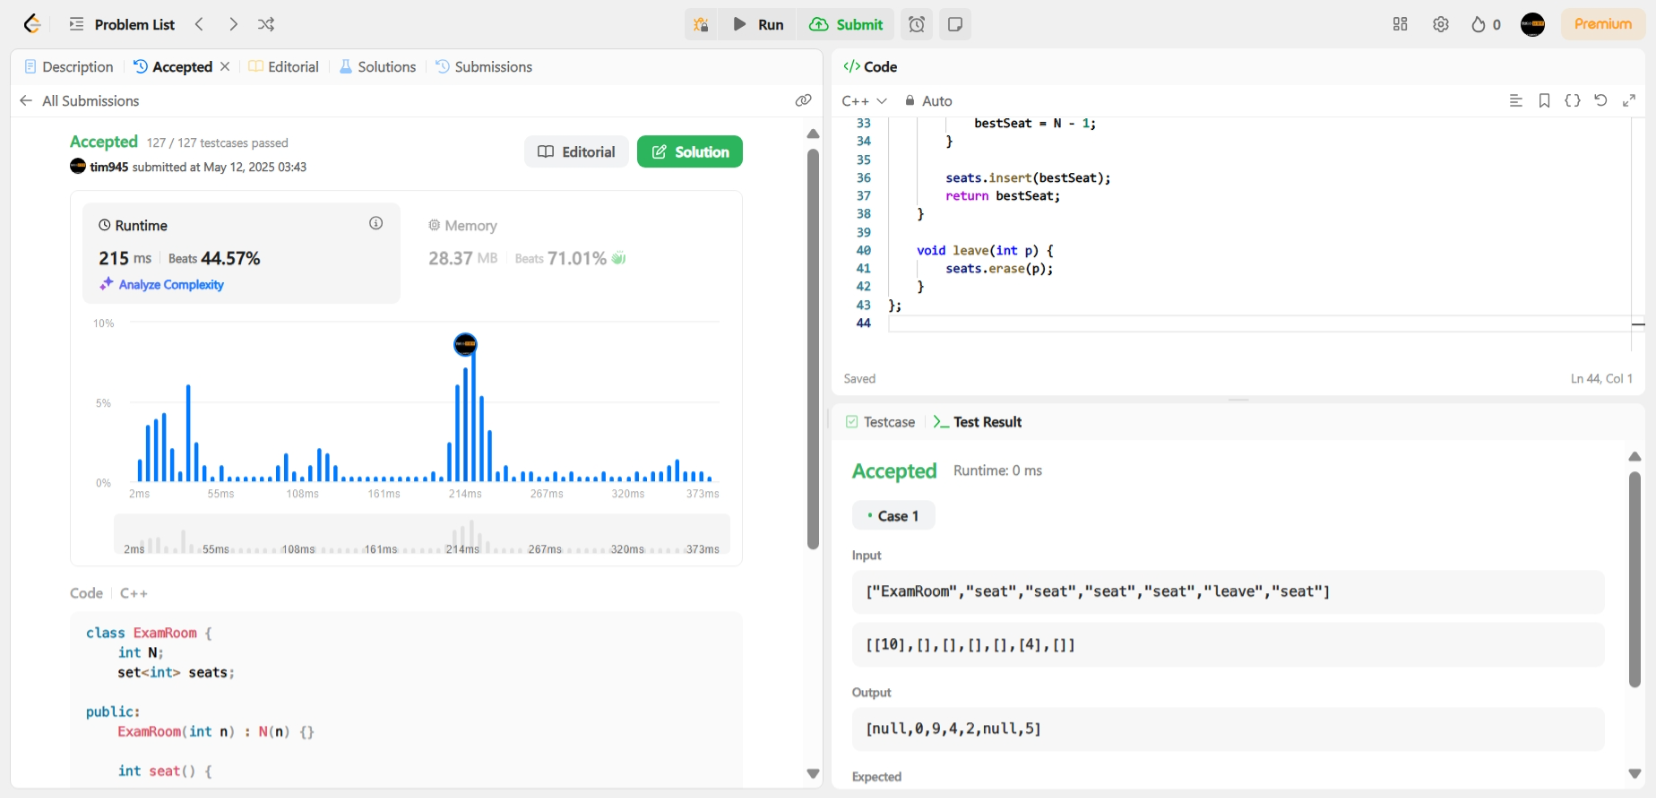 Problem List
Run
Submit
0
Premium
Description
Accepted
Editorial
Solutions
Submissions
All Submissions
Accepted 127 / 127 testcases passed
tim945 submitted at May 12, 2025 03:43
Editorial
Solution
Runtime
215 ms | Beats 44.57%
Analyze Complexity
Memory
28.37 MB | Beats 71.01%
10%
5%
0%
2ms 55ms 108ms 161ms 214ms 267ms 320ms 373ms
2ms 55ms 108ms 161ms 214ms 267ms 320ms 373ms
Code | C++
class ExamRoom {
    int N;
    set<int> seats;
public:
    ExamRoom(int n) : N(n) {}
    int seat() {
</> Code
C++
Auto
33 bestSeat = N - 1;
34 }
35
36 seats.insert(bestSeat);
37 return bestSeat;
38 }
39
40 void leave(int p) {
41 seats.erase(p);
42 }
43 };
44
Saved
Ln 44, Col 1
Testcase
Test Result
Accepted Runtime: 0 ms
• Case 1
Input
["ExamRoom","seat","seat","seat","seat","leave","seat"]
[[10],[],[],[],[],[4],[]]
Output
[null,0,9,4,2,null,5]
Expected